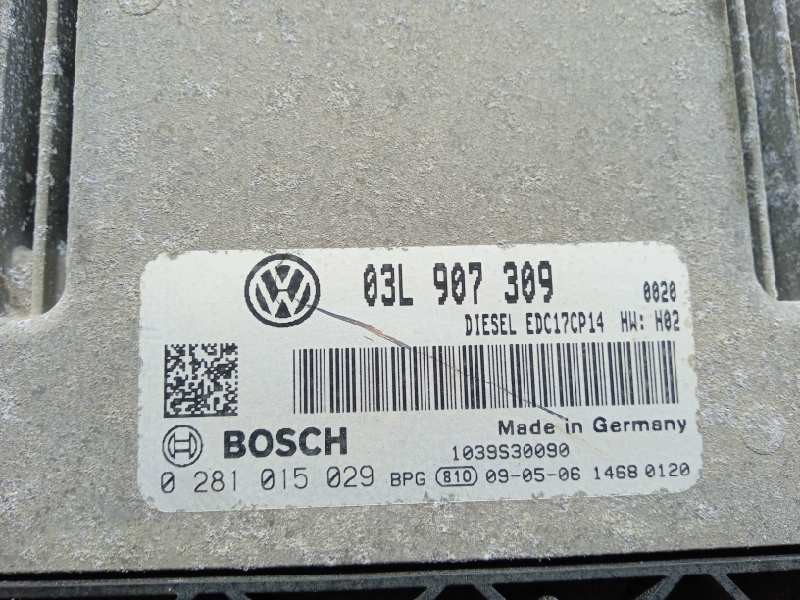 03L 907 309 0020
DIESEL EDC17CP14 HW: H02
Made in Germany
BOSCH 1039S30090
0 281 015 029 BPG 810 09-05-06 1468 0120